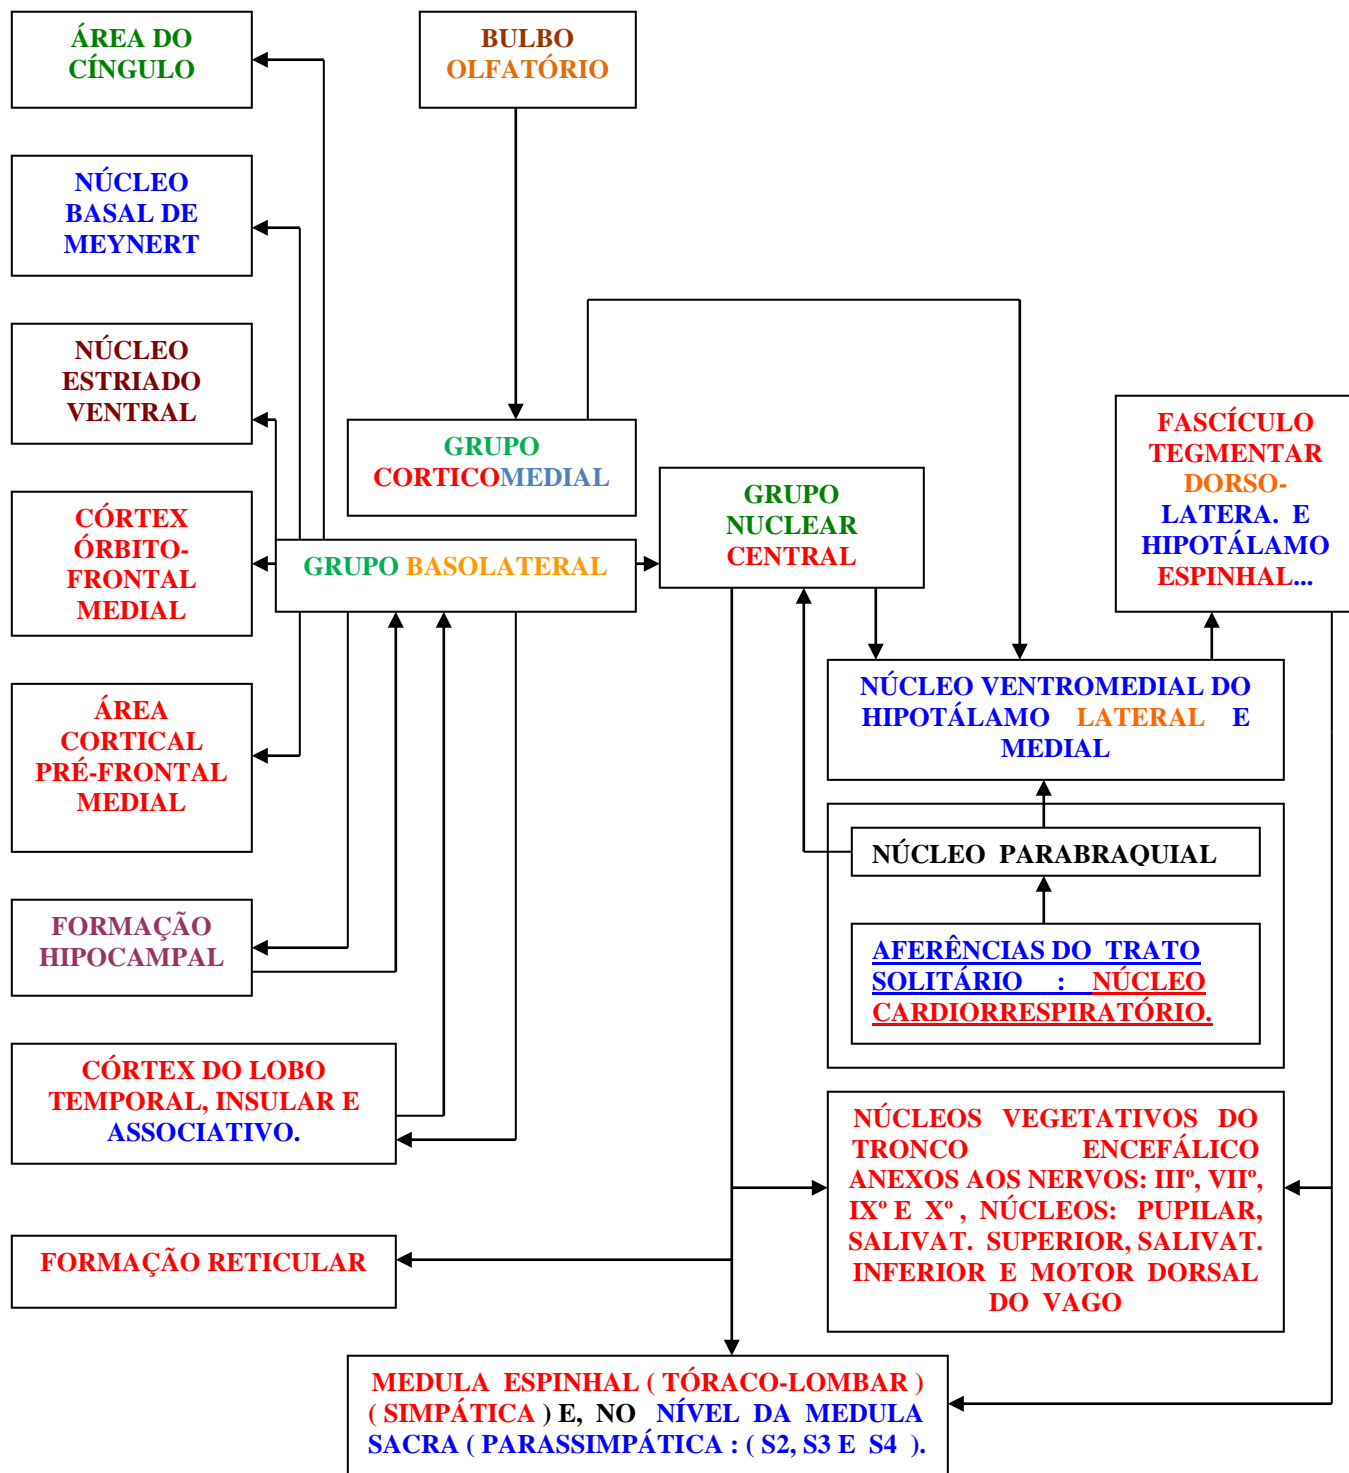 ÁREA DO
CÍNGULO
BULBO
OLFATÓRIO
NÚCLEO
BASAL DE
MEYNERT
NÚCLEO
ESTRIADO
VENTRAL
GRUPO
CORTICOMEDIAL
GRUPO
NUCLEAR
CENTRAL
FASCÍCULO
TEGMENTAR
DORSO-
LATERA. E
HIPOTÁLAMO
ESPINHAL...
CÓRTEX
ÓRBITO-
FRONTAL
MEDIAL
GRUPO BASOLATERAL
ÁREA
CORTICAL
PRÉ-FRONTAL
MEDIAL
NÚCLEO VENTROMEDIAL DO
HIPOTÁLAMO LATERAL E
MEDIAL
NÚCLEO PARABRAQUIAL
FORMAÇÃO
HIPOCAMPAL
AFERÊNCIAS DO TRATO
SOLITÁRIO : NÚCLEO
CARDIORRESPIRATÓRIO.
CÓRTEX DO LOBO
TEMPORAL, INSULAR E
ASSOCIATIVO.
NÚCLEOS VEGETATIVOS DO
TRONCO ENCEFÁLICO
ANEXOS AOS NERVOS: IIIº, VIIº,
IXº E Xº , NÚCLEOS: PUPILAR,
SALIVAT. SUPERIOR, SALIVAT.
INFERIOR E MOTOR DORSAL
DO VAGO
FORMAÇÃO RETICULAR
MEDULA ESPINHAL ( TÓRACO-LOMBAR )
( SIMPÁTICA ) E, NO NÍVEL DA MEDULA
SACRA ( PARASSIMPÁTICA : ( S2, S3 E S4 ).